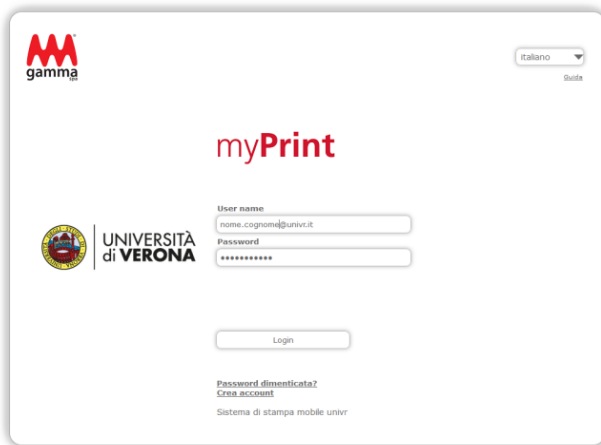 gamma
spa
italiano
Guida
myPrint
User name
nome.cognome@univr.it
UNIVERSITÀ
di VERONA
Password
Login
Password dimenticata?
Crea account
Sistema di stampa mobile univr